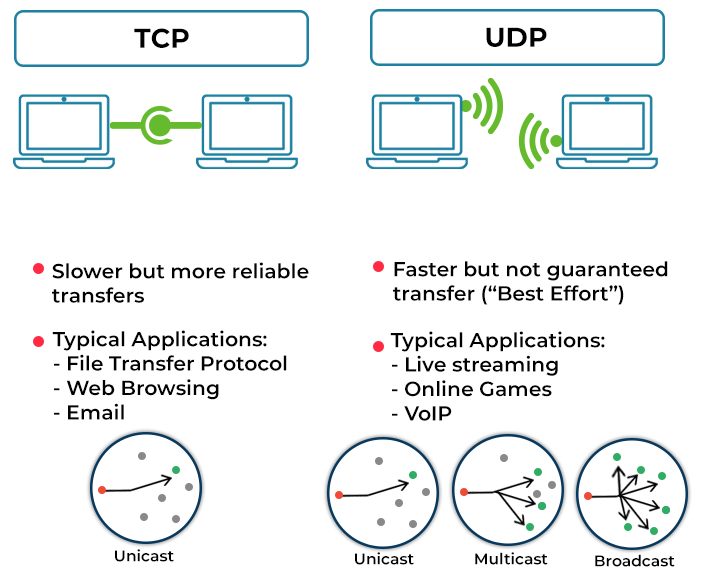 TCP
UDP
Slower but more reliable
transfers
Typical Applications:
- File Transfer Protocol
- Web Browsing
- Email
Unicast
Faster but not guaranteed
transfer (“Best Effort”)
Typical Applications:
- Live streaming
- Online Games
- VoIP
Unicast
Multicast
Broadcast